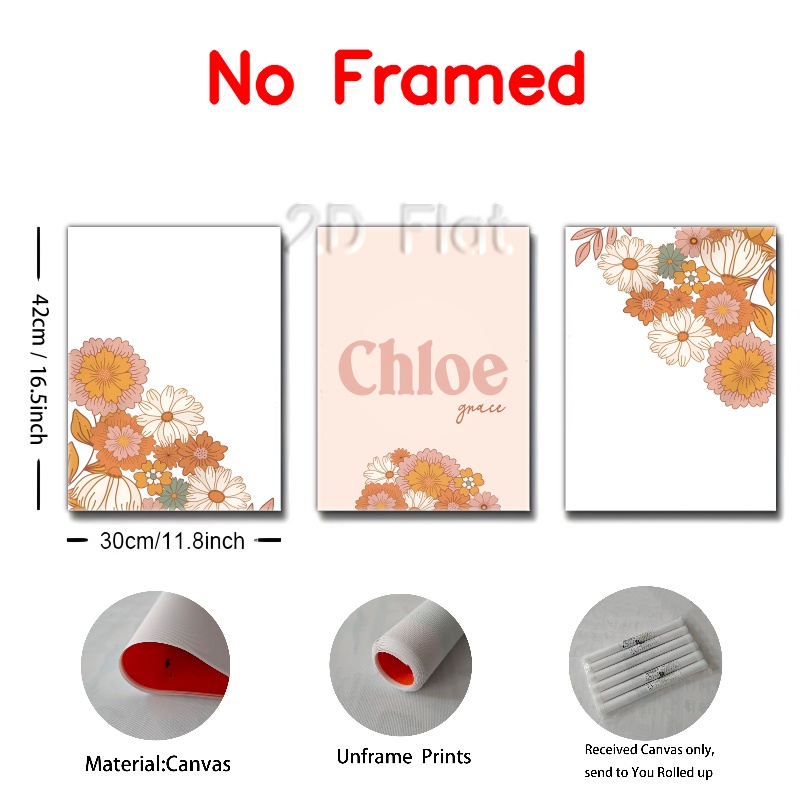 No Framed
2D Flat
42cm / 16.5inch
Chloe
grace
30cm/11.8inch
Material:Canvas
Unframe Prints
Received Canvas only,
send to You Rolled up